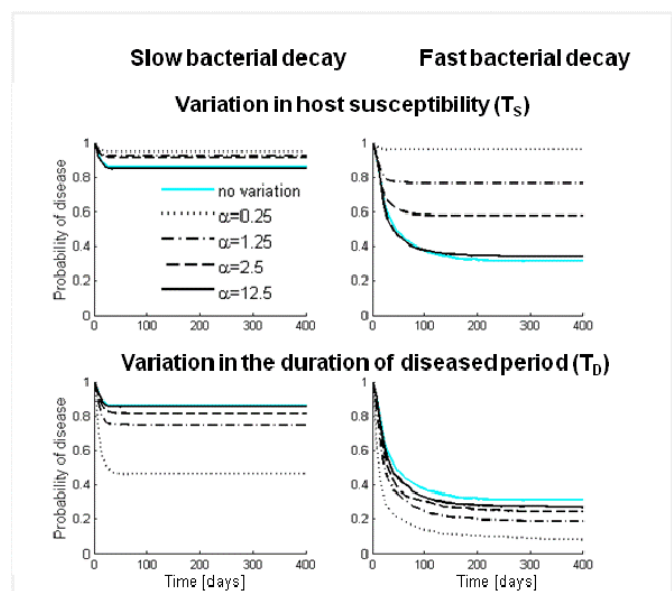 Slow bacterial decay Fast bacterial decay
Variation in host susceptibility (TS)
Probability of disease
1
0.8
0.6
0.4
0.2
0
0 100 200 300 400
no variation
α=0.25
α=1.25
α=2.5
α=12.5
1
0.8
0.6
0.4
0.2
0
0 100 200 300 400
Variation in the duration of diseased period (TD)
Probability of disease
1
0.8
0.6
0.4
0.2
0
0 100 200 300 400
Time [days]
1
0.8
0.6
0.4
0.2
0
0 100 200 300 400
Time [days]